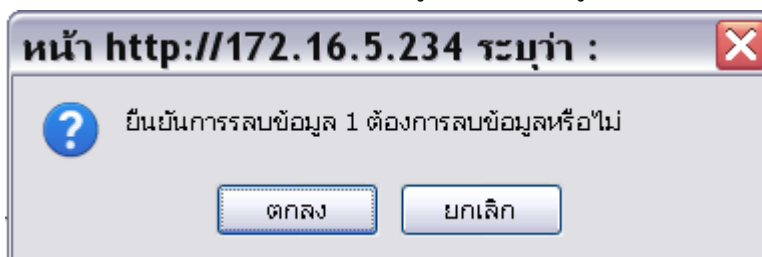 หน้า http://172.16.5.234 ระบุว่า :
ยืนยันการรลบข้อมูล 1 ต้องการลบข้อมูลหรือไม่
ตกลง
ยกเลิก